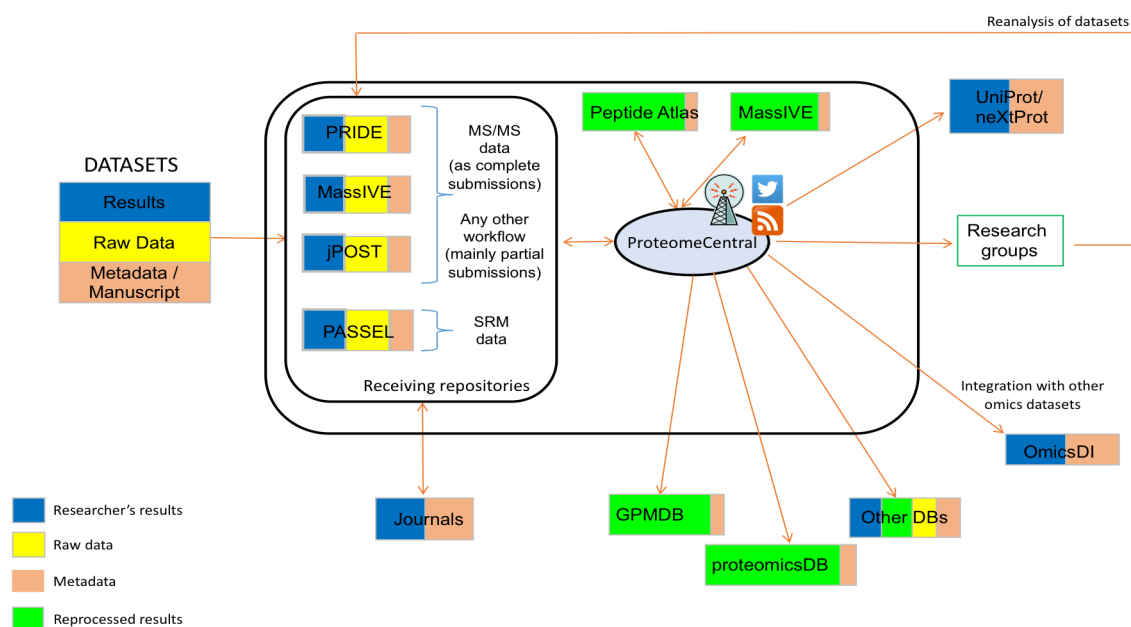 Reanalysis of datasets
DATASETS
Results
Raw Data
Metadata /
Manuscript
PRIDE
MassIVE
jPOST
PASSEL
MS/MS
data
(as complete
submissions)
Any other
workflow
(mainly partial
submissions)
SRM
data
Receiving repositories
Peptide Atlas
MassIVE
ProteomeCentral
UniProt/
neXtProt
Research
groups
Integration with other
omics datasets
OmicsDI
Journals
GPMDB
proteomicsDB
Other DBs
Researcher's results
Raw data
Metadata
Reprocessed results